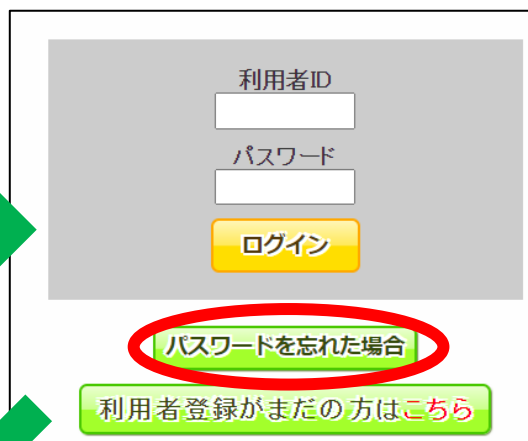 利用者ID
パスワード
ログイン
パスワードを忘れた場合
利用者登録がまだの方はこちら